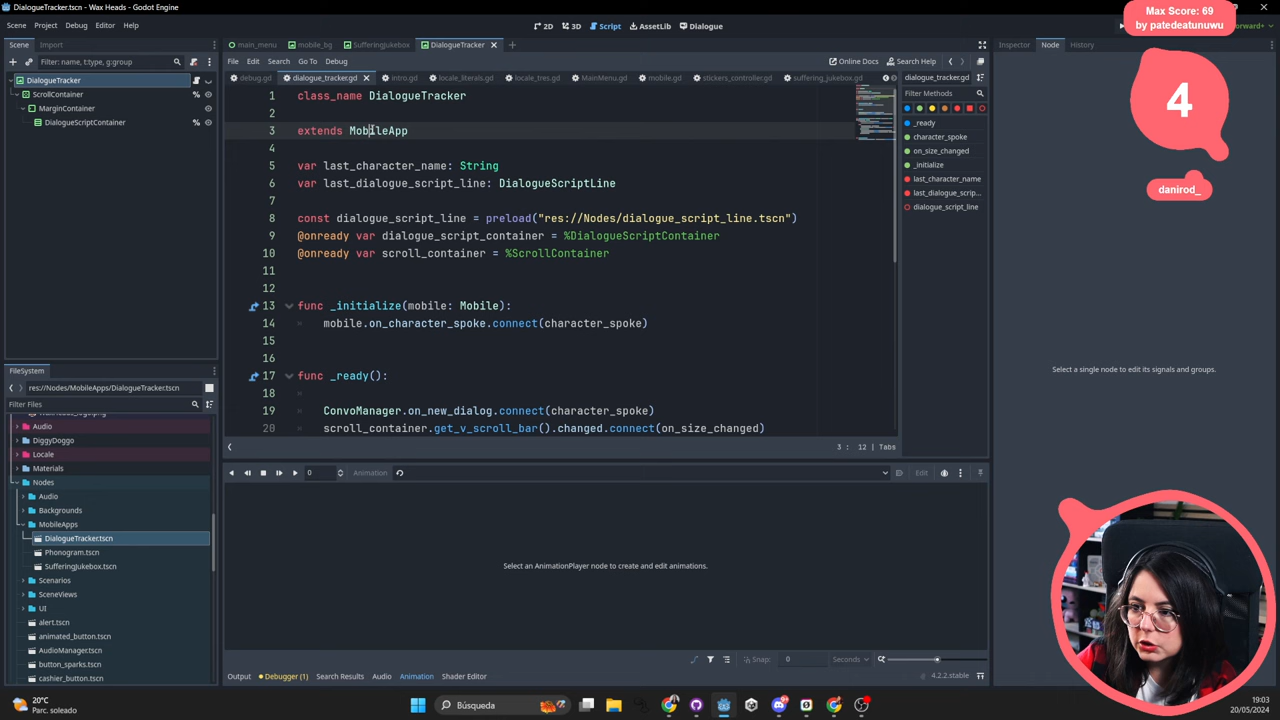 DialogueTracker.tscn - Wax Heads - Godot Engine
Scene Project Debug Editor Help
2D 3D Script AssetLib Dialogue
Forward+
Max Score: 69
by patedeatunuwu
4
danirod_
Scene Import
Filter: name, t:type, g:group
DialogueTracker
ScrollContainer
MarginContainer
DialogueScriptContainer
main_menu mobile_bg SufferingJukebox DialogueTracker
File Edit Search Go To Debug
Online Docs Search Help
debug.gd dialogue_tracker.gd intro.gd locale_literals.gd locale_tres.gd MainMenu.gd mobile.gd stickers_controller.gd suffering_jukebox.gd
1 class_name DialogueTracker
2
3 extends MobileApp
4
5 var last_character_name: String
6 var last_dialogue_script_line: DialogueScriptLine
7
8 const dialogue_script_line = preload("res://Nodes/dialogue_script_line.tscn")
9 @onready var dialogue_script_container = %DialogueScriptContainer
10 @onready var scroll_container = %ScrollContainer
11
12
13 func _initialize(mobile: Mobile):
14 mobile.on_character_spoke.connect(character_spoke)
15
16
17 func _ready():
18
19 ConvoManager.on_new_dialog.connect(character_spoke)
20 scroll_container.get_v_scroll_bar().changed.connect(on_size_changed)
3 : 12 | Tabs
dialogue_tracker.gd
Filter Methods
_ready
character_spoke
on_size_changed
_initialize
last_character_name
last_dialogue_scrip...
dialogue_script_line
Inspector Node History
Select a single node to edit its signals and groups.
FileSystem
res://Nodes/MobileApps/DialogueTracker.tscn
Filter Files
Audio
DiggyDoggo
Locale
Materials
Nodes
Audio
Backgrounds
MobileApps
DialogueTracker.tscn
Phonogram.tscn
SufferingJukebox.tscn
Scenarios
SceneViews
UI
alert.tscn
animated_button.tscn
AudioManager.tscn
button_sparks.tscn
cashier_button.tscn
0 Animation Edit
Select an AnimationPlayer node to create and edit animations.
Snap: 0 Seconds
Output Debugger (1) Search Results Audio Animation Shader Editor
4.2.2.stable
20°C
Parc. soleado
Búsqueda
19:03
20/05/2024